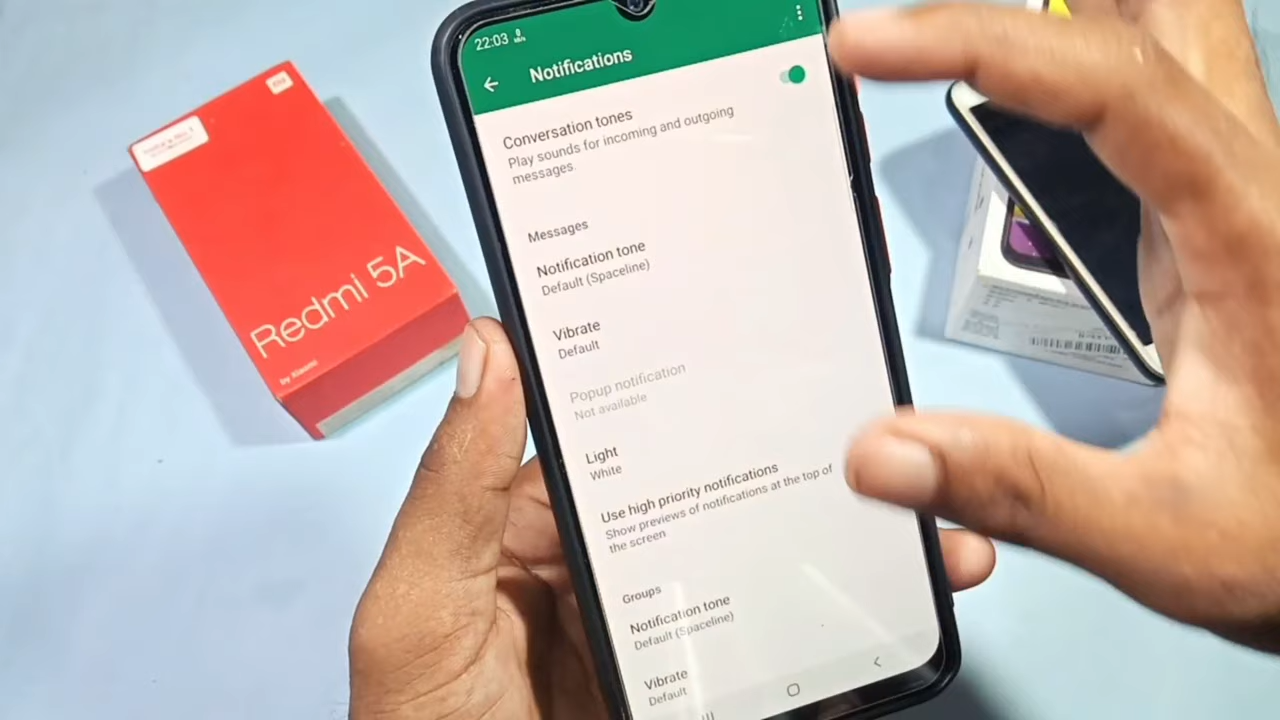 22:03
Notifications
Conversation tones
Play sounds for incoming and outgoing
messages.
Messages
Notification tone
Default (Spaceline)
Vibrate
Default
Popup notification
Not available
Light
White
Use high priority notifications
Show previews of notifications at the top of
the screen
Groups
Notification tone
Default (Spaceline)
Vibrate
Default
Redmi 5A
by Xiaomi